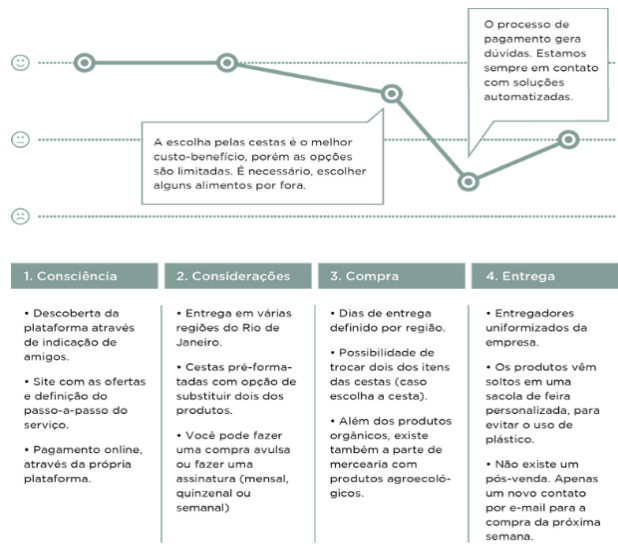 O processo de
pagamento gera
dúvidas. Estamos
sempre em contato
com soluções
automatizadas.
A escolha pelas cestas é o melhor
custo-benefício, porém as opções
são limitadas. É necessário, escolher
alguns alimentos por fora.
1. Consciência
• Descoberta da
plataforma através
de indicação de
amigos.
• Site com as ofertas
e definição do
passo-a-passo do
serviço.
• Pagamento online,
através da própria
plataforma.
2. Considerações
• Entrega em várias
regiões do Rio de
Janeiro.
• Cestas pré-forma-
tadas com opção de
substituir dois dos
produtos.
• Você pode fazer
uma compra avulsa
ou fazer uma
assinatura (mensal,
quinzenal ou
semanal)
3. Compra
• Dias de entrega
definido por região.
• Possibilidade de
trocar dois dos itens
das cestas (caso
escolha a cesta).
• Além dos produtos
orgânicos, existe
também a parte de
mercearia com
produtos agroecoló-
gicos.
4. Entrega
• Entregadores
uniformizados da
empresa.
• Os produtos vêm
soltos em uma
sacola de feira
personalizada, para
evitar o uso de
plástico.
• Não existe um
pós-venda. Apenas
um novo contato
por e-mail para a
compra da próxima
semana.